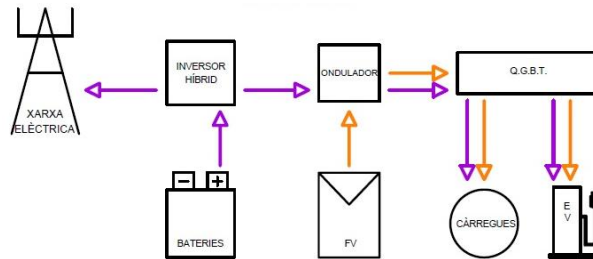 INVERSOR
HÍBRID
ONDULADOR
Q.G.B.T.
XARXA
ELÈCTRICA
BATERIES
FV
CÀRREGUES
E
V